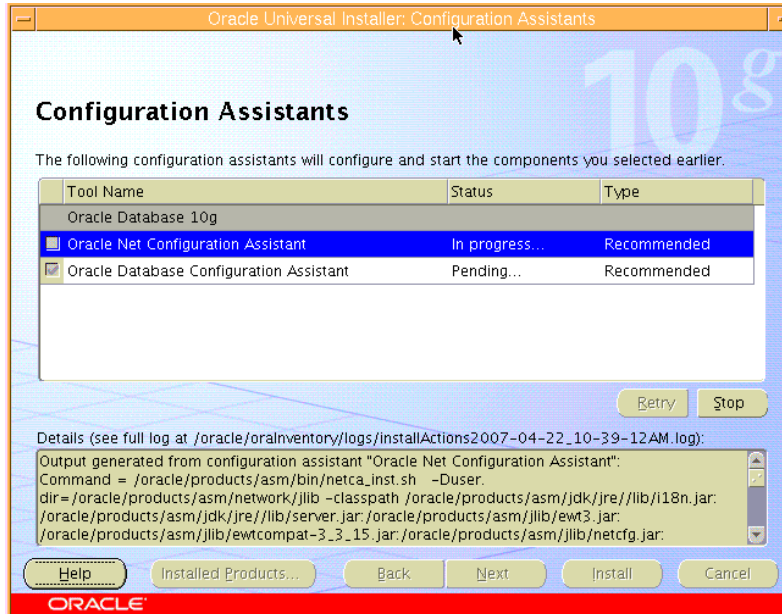 Oracle Universal Installer: Configuration Assistants
10g
Configuration Assistants
The following configuration assistants will configure and start the components you selected earlier.
Tool Name Status Type
Oracle Database 10g
Oracle Net Configuration Assistant In progress... Recommended
Oracle Database Configuration Assistant Pending... Recommended
Retry Stop
Details (see full log at /oracle/oraInventory/logs/installActions2007-04-22_10-39-12AM.log):
Output generated from configuration assistant "Oracle Net Configuration Assistant":
Command = /oracle/products/asm/bin/netca_inst.sh -Duser.
dir=/oracle/products/asm/network/jlib -classpath /oracle/products/asm/jdk/jre//lib/i18n.jar:
/oracle/products/asm/jdk/jre//lib/server.jar:/oracle/products/asm/jlib/ewt3.jar:
/oracle/products/asm/jlib/ewtcompat-3_3_15.jar:/oracle/products/asm/jlib/netcfg.jar:
Help Installed Products... Back Next Install Cancel
ORACLE